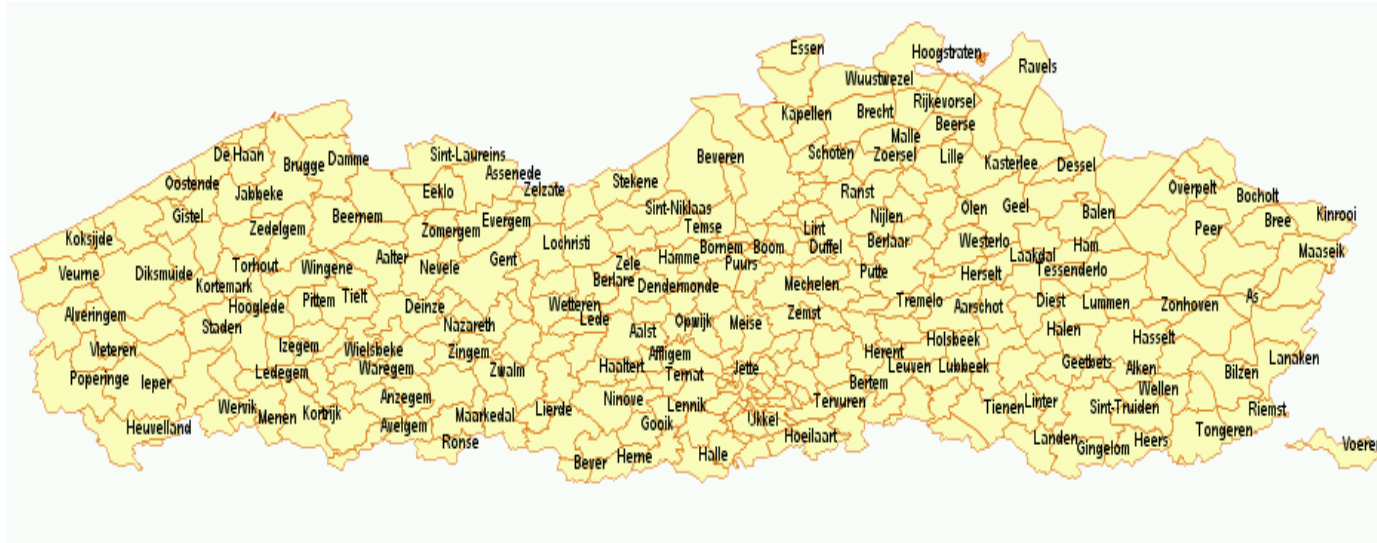 Essen
Hoogstraten
Ravels
Wuustwezel
Rijkevorsel
Kapellen
Brecht
Beerse
Malle
De Haan
Brugge
Damme
Sint-Laureins
Beveren
Schoten
Zoersel
Lille
Kasterlee
Dessel
Assenede
Oostende
Jabbeke
Eeklo
Zelzate
Stekene
Ranst
Overpelt
Bocholt
Gistel
Beernem
Sint-Niklaas
Nijlen
Olen
Geel
Balen
Bree
Kinrooi
Zedelgem
Zomergem
Evergem
Temse
Lint
Peer
Koksijde
Lochristi
Bornem
Boom
Duffel
Berlaar
Westerlo
Ham
Maaseik
Aalter
Gent
Hamme
Puurs
Laakdal
Veurne
Diksmuide
Torhout
Wingene
Nevele
Zele
Putte
Herselt
Tessenderlo
Kortemark
Berlare
Dendermonde
Mechelen
Hooglede
Pittem
Tielt
Deinze
Wetteren
Tremelo
Aarschot
Diest
Lummen
Zonhoven
As
Alveringem
Staden
Nazareth
Lede
Aalst
Opwijk
Meise
Zemst
Halen
Hasselt
Vleteren
Izegem
Wielsbeke
Zingem
Affligem
Herent
Holsbeek
Lanaken
Poperinge
Ieper
Ledegem
Waregem
Zwalm
Haaltert
Ternat
Jette
Leuven
Lubbeek
Geetbets
Alken
Bilzen
Bertem
Wellen
Anzegem
Ninove
Lennik
Tervuren
Tienen
Linter
Sint-Truiden
Riemst
Wervik
Menen
Kortrijk
Maarkedal
Lierde
Gooik
Ukkel
Heuvelland
Avelgem
Ronse
Hoeilaart
Landen
Gingelom
Heers
Tongeren
Voeren
Bever
Herne
Halle